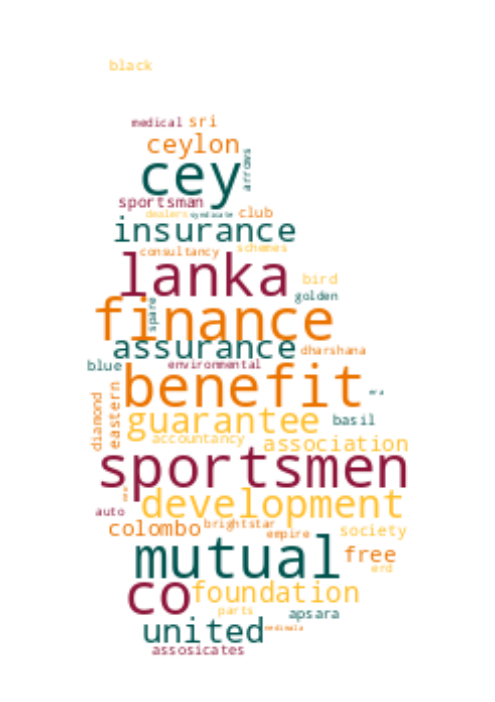 black
medical sri
ceylon
cey
arrows
sportsman
dealers syndicate club
insurance
consultancy schemes
lanka
bird
golden
spare
finance
assurance dharshana
blue environmental
benefit
diamond
eastern
guarantee basil
accountancy association
sportsmen
development
auto
colombo brightstar society
empire
mutual free
erd
co foundation
parts apsara
united
assosicates